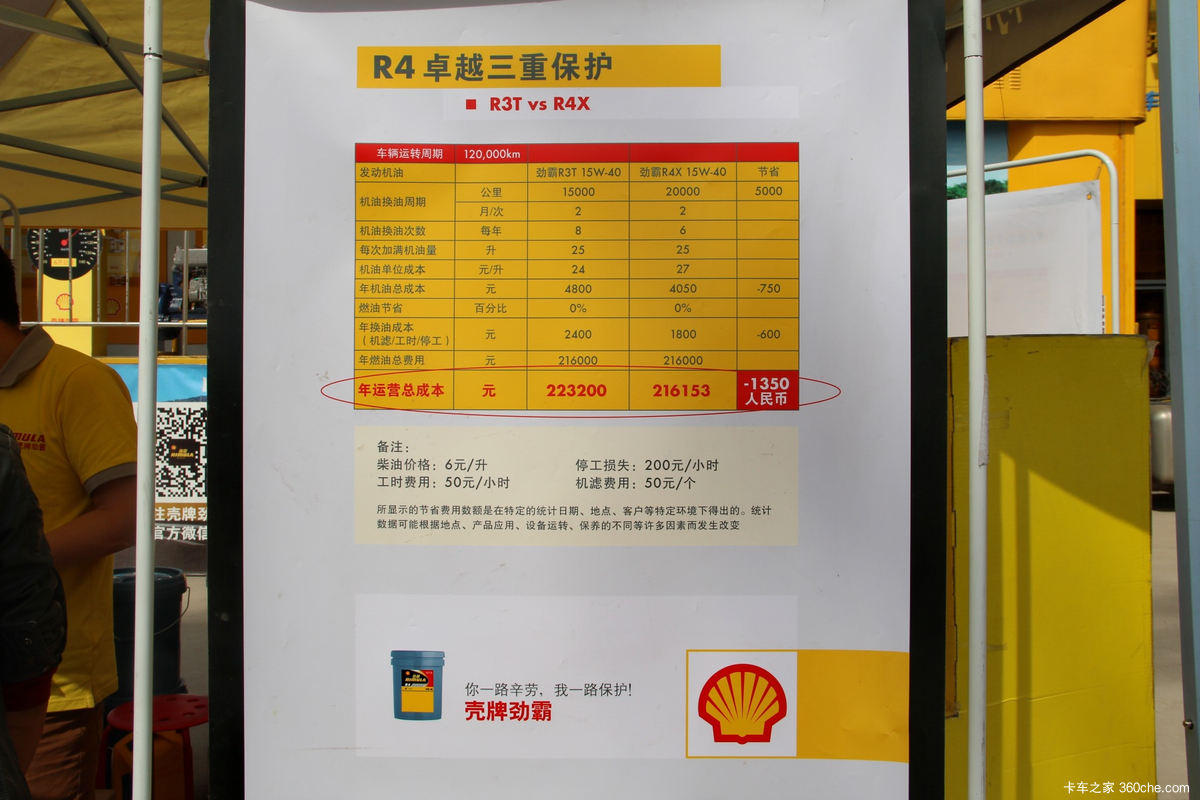 R4 卓越三重保护
■ R3T vs R4X
车辆运转周期 120,000km
发动机油 劲霸R3T 15W-40 劲霸R4X 15W-40 节省
机油换油周期 公里 15000 20000 5000
月/次 2 2
机油换油次数 每年 8 6
每次加满机油量 升 25 25
机油单位成本 元/升 24 27
年机油总成本 元 4800 4050 -750
燃油节省 百分比 0% 0%
年换油成本
(机滤/工时/停工) 元 2400 1800 -600
年燃油总费用 元 216000 216000
年运营总成本 元 223200 216153 -1350
人民币
备注：
柴油价格：6元/升 停工损失：200元/小时
工时费用：50元/小时 机滤费用：50元/个
所显示的节省费用数额是在特定的统计日期、地点、客户等特定环境下得出的。统计
数据可能根据地点、产品应用、设备运转、保养的不同等许多因素而发生改变
RIMULA
你一路辛劳，我一路保护！
壳牌劲霸
注壳牌劲
官方微信
卡车之家 360che.com